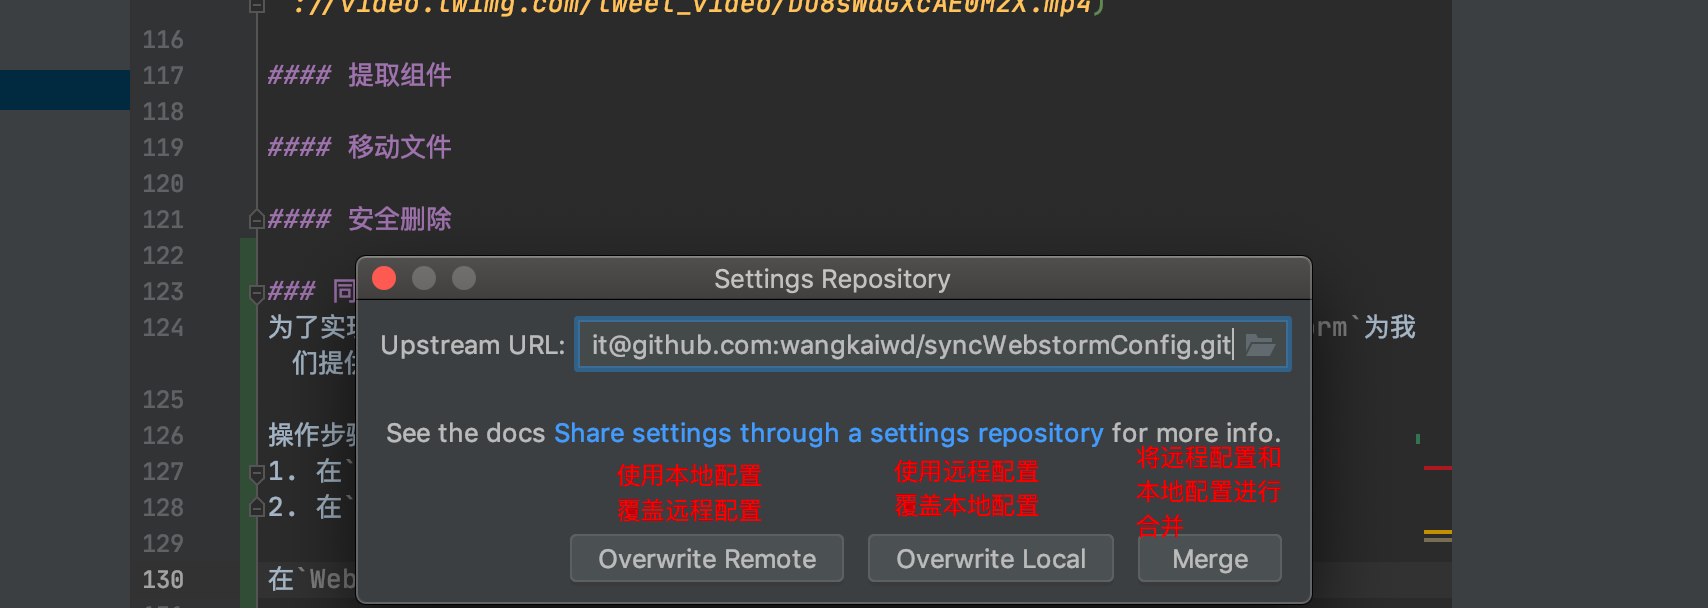 ://video.twimg.com/tweet_video/
116
117 #### 提取组件
118
119 #### 移动文件
120
121 #### 安全删除
122
123 ### 同
124 为了实现
rm`为我
们提供
125
126 操作步骤
127 1. 在`
128 2. 在`
129
130 在`Web
Settings Repository
Upstream URL: it@github.com:wangkaiwd/syncWebstormConfig.git
See the docs Share settings through a settings repository for more info.
使用本地配置
覆盖远程配置
使用远程配置
覆盖本地配置
将远程配置和
本地配置进行
合并
Overwrite Remote
Overwrite Local
Merge